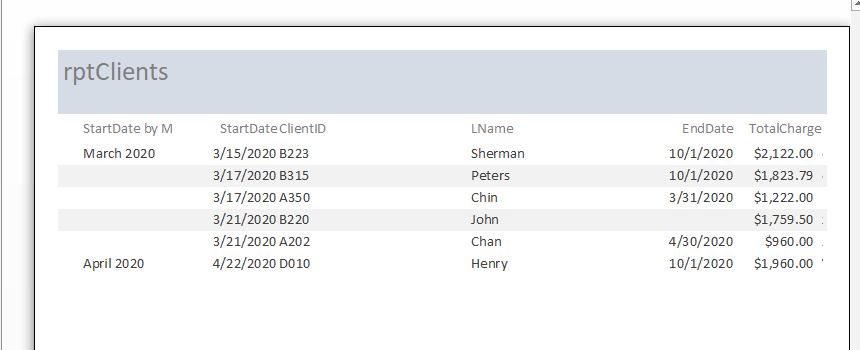 rptClients
StartDate by M StartDate ClientID LName EndDate TotalCharge
March 2020 3/15/2020 B223 Sherman 10/1/2020 $2,122.00
3/17/2020 B315 Peters 10/1/2020 $1,823.79
3/17/2020 A350 Chin 3/31/2020 $1,222.00
3/21/2020 B220 John $1,759.50
3/21/2020 A202 Chan 4/30/2020 $960.00
April 2020 4/22/2020 D010 Henry 10/1/2020 $1,960.00